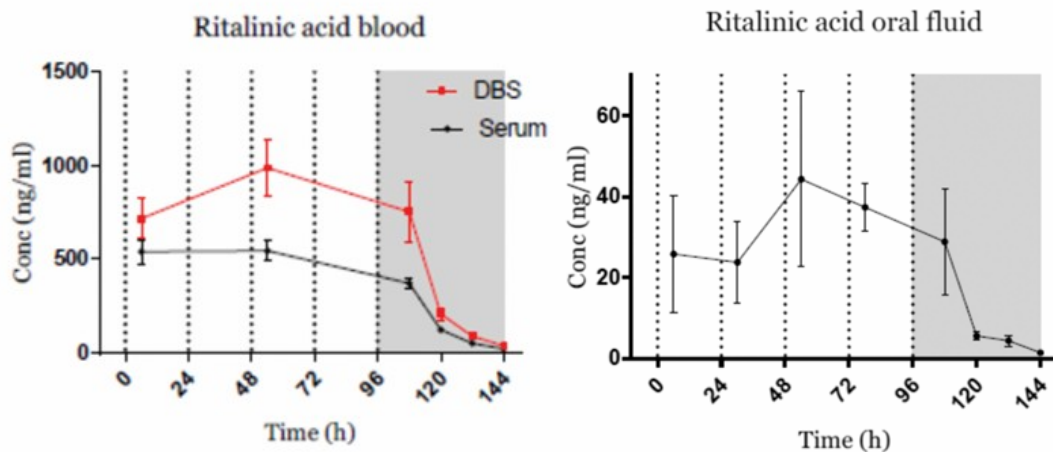 Ritalinic acid blood
1500
1000
500
0
Conc (ng/ml)
DBS
Serum
0
24
48
72
96
120
144
Time (h)
Ritalinic acid oral fluid
60
40
20
0
Conc (ng/ml)
0
24
48
72
96
120
144
Time (h)